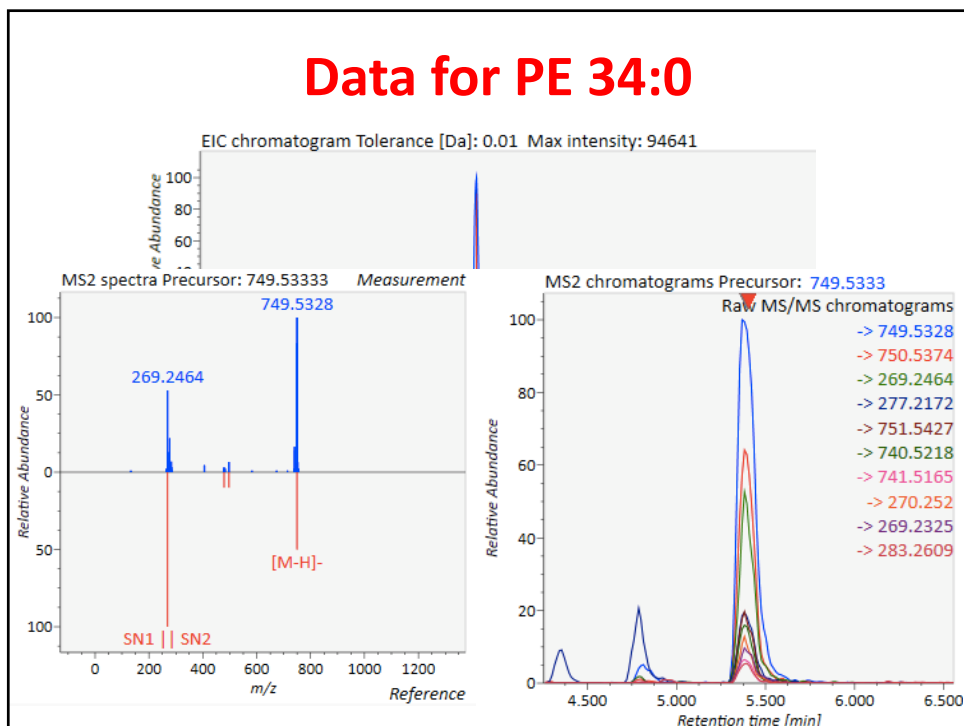 Data for PE 34:0
EIC chromatogram Tolerance [Da]: 0.01 Max intensity: 94641
Relative Abundance
100
80
60
MS2 spectra Precursor: 749.53333 Measurement
749.5328
269.2464
100
50
0
50
100
Relative Abundance
[M-H]-
SN1 | | SN2
0 200 400 600 800 1000 1200
m/z
Reference
MS2 chromatograms Precursor: 749.5333
Raw MS/MS chromatograms
-> 749.5328
-> 750.5374
-> 269.2464
-> 277.2172
-> 751.5427
-> 740.5218
-> 741.5165
-> 270.252
-> 269.2325
-> 283.2609
100
80
60
40
20
0
Relative Abundance
4.500 5.000 5.500 6.000 6.500
Retention time [min]